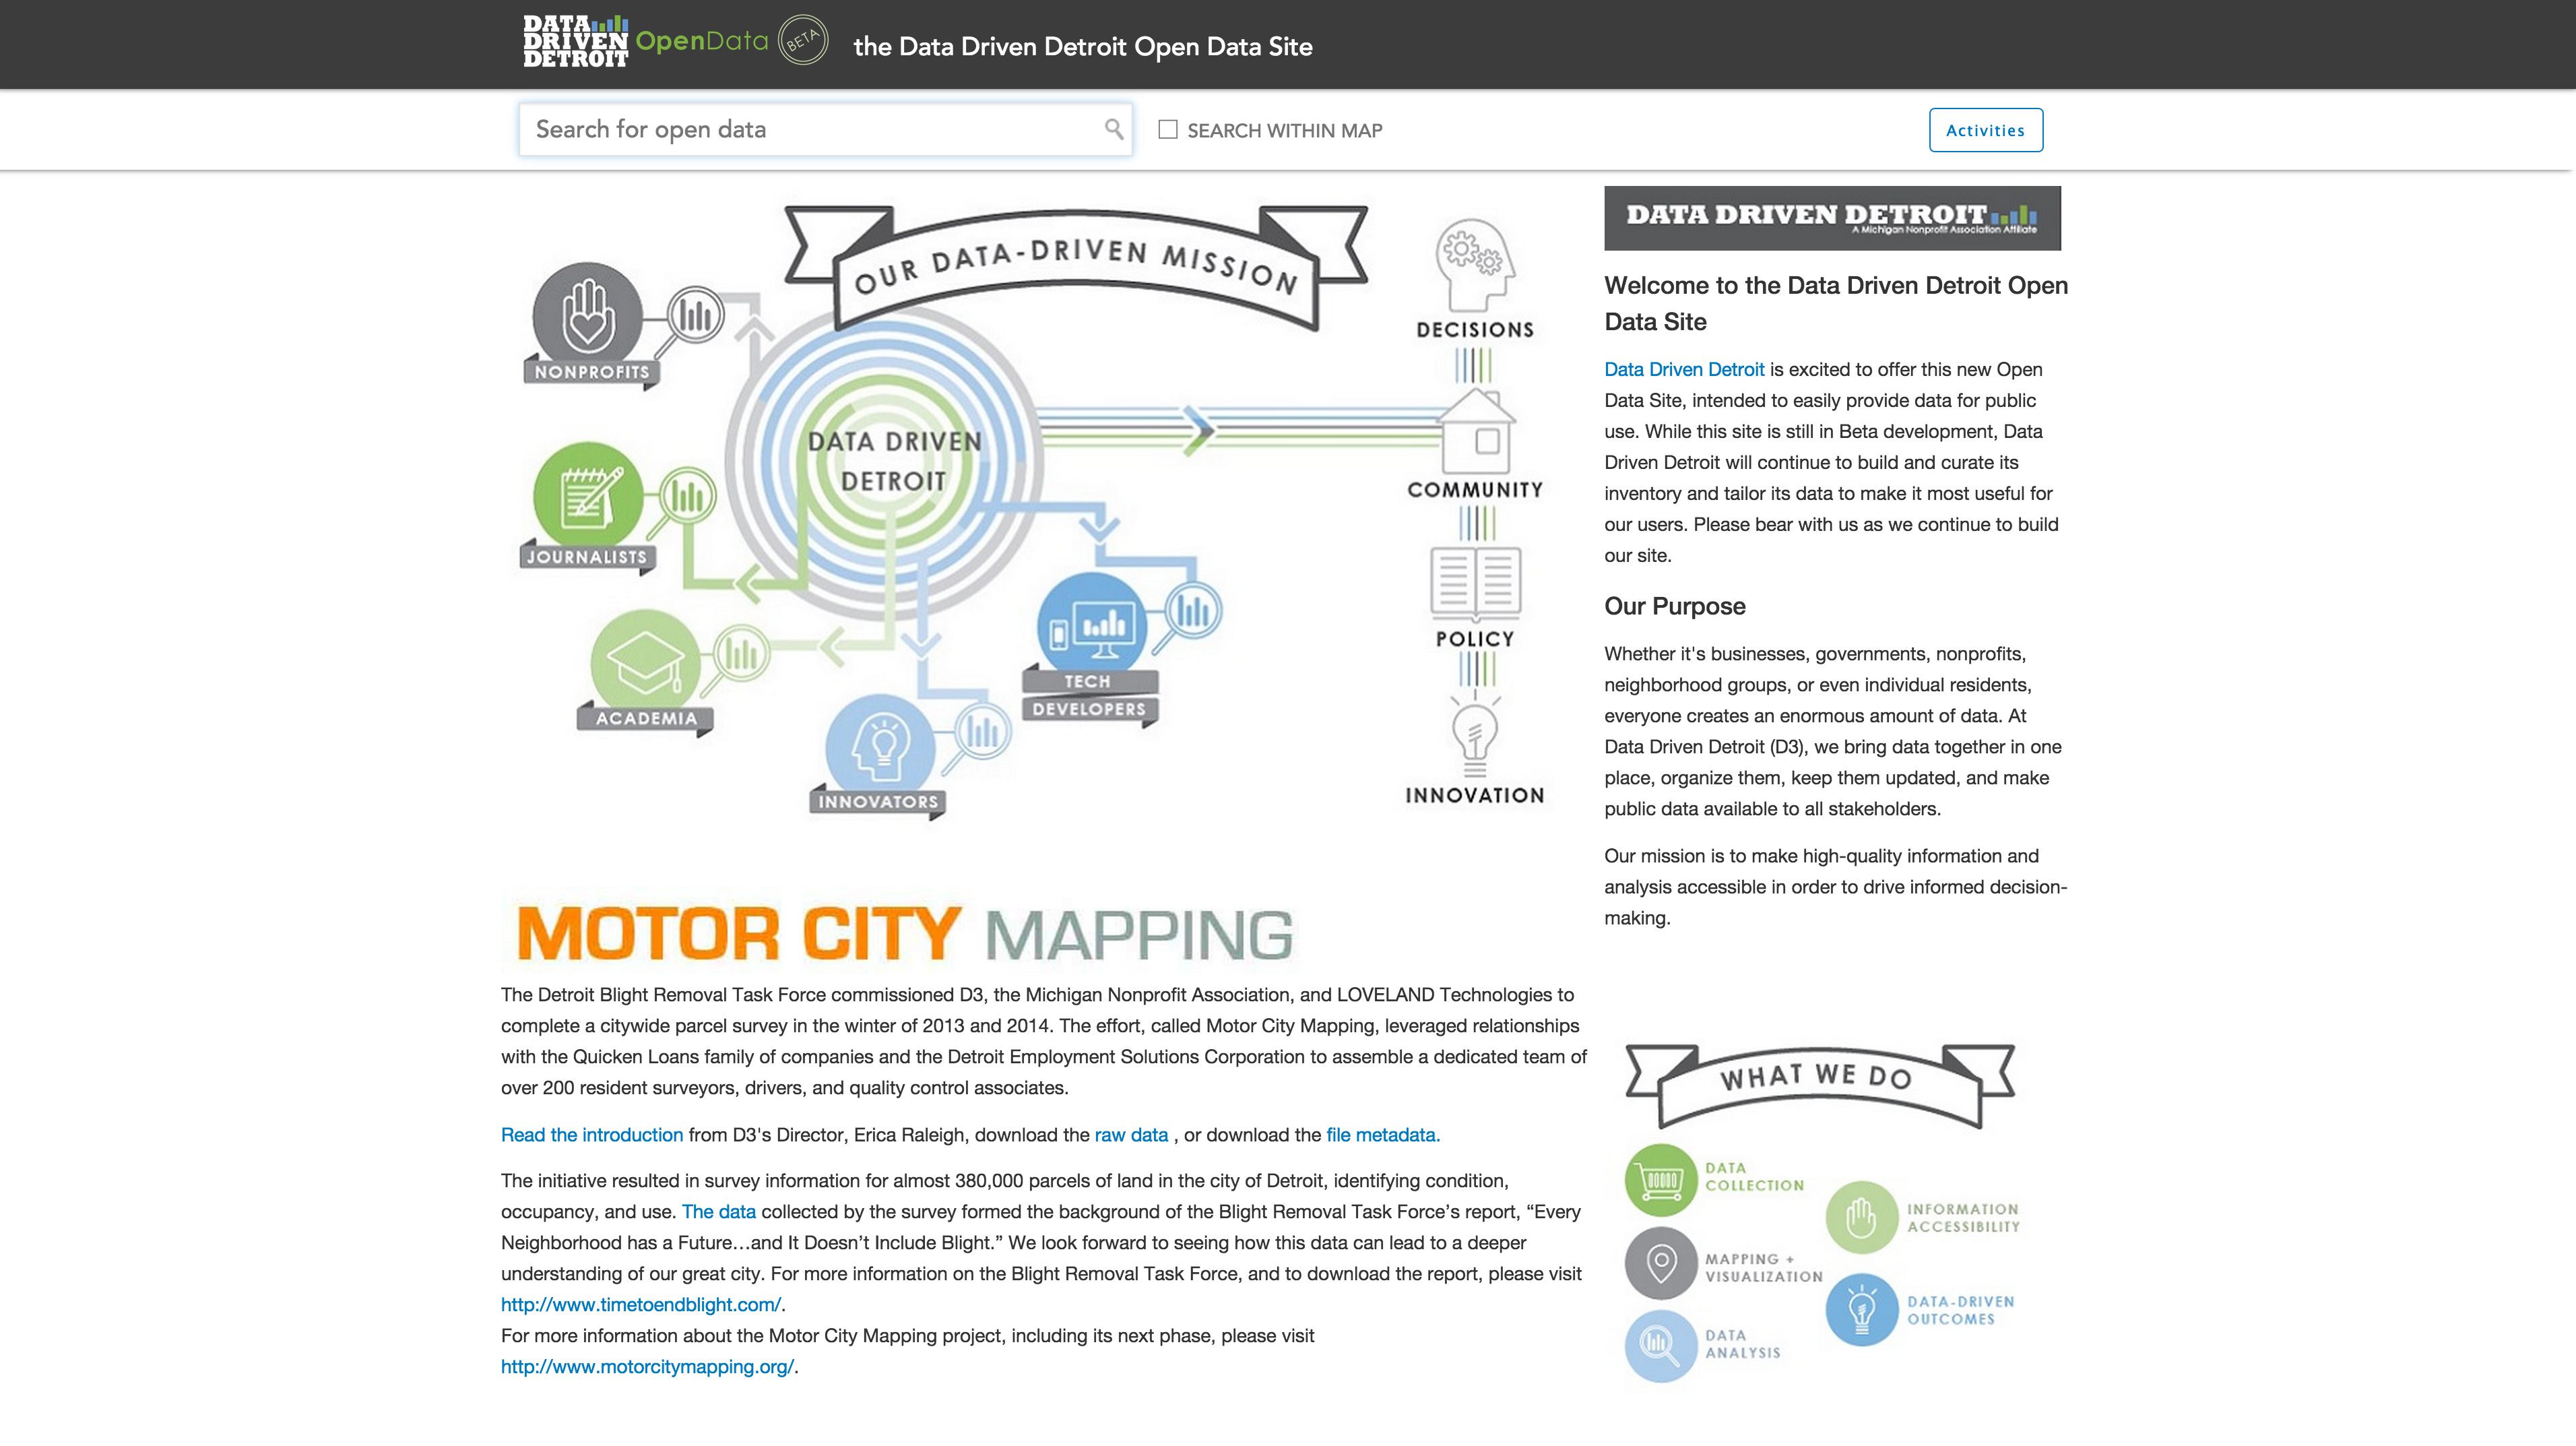 DATA
DRIVEN
DETROIT
OpenData
BETA
the Data Driven Detroit Open Data Site
Search for open data
SEARCH WITHIN MAP
Activities
OUR DATA-DRIVEN MISSION
NONPROFITS
JOURNALISTS
ACADEMIA
INNOVATORS
TECH
DEVELOPERS
DATA DRIVEN
DETROIT
DECISIONS
COMMUNITY
POLICY
INNOVATION
MOTOR CITY MAPPING
The Detroit Blight Removal Task Force commissioned D3, the Michigan Nonprofit Association, and LOVELAND Technologies to
complete a citywide parcel survey in the winter of 2013 and 2014. The effort, called Motor City Mapping, leveraged relationships
with the Quicken Loans family of companies and the Detroit Employment Solutions Corporation to assemble a dedicated team of
over 200 resident surveyors, drivers, and quality control associates.
Read the introduction from D3's Director, Erica Raleigh, download the raw data , or download the file metadata.
The initiative resulted in survey information for almost 380,000 parcels of land in the city of Detroit, identifying condition,
occupancy, and use. The data collected by the survey formed the background of the Blight Removal Task Force’s report, “Every
Neighborhood has a Future…and It Doesn’t Include Blight.” We look forward to seeing how this data can lead to a deeper
understanding of our great city. For more information on the Blight Removal Task Force, and to download the report, please visit
http://www.timetoendblight.com/.
For more information about the Motor City Mapping project, including its next phase, please visit
http://www.motorcitymapping.org/.
DATA DRIVEN DETROIT
A Michigan Nonprofit Association Affiliate
Welcome to the Data Driven Detroit Open
Data Site
Data Driven Detroit is excited to offer this new Open
Data Site, intended to easily provide data for public
use. While this site is still in Beta development, Data
Driven Detroit will continue to build and curate its
inventory and tailor its data to make it most useful for
our users. Please bear with us as we continue to build
our site.
Our Purpose
Whether it's businesses, governments, nonprofits,
neighborhood groups, or even individual residents,
everyone creates an enormous amount of data. At
Data Driven Detroit (D3), we bring data together in one
place, organize them, keep them updated, and make
public data available to all stakeholders.
Our mission is to make high-quality information and
analysis accessible in order to drive informed decision-
making.
WHAT WE DO
DATA
COLLECTION
INFORMATION
ACCESSIBILITY
MAPPING +
VISUALIZATION
DATA-DRIVEN
OUTCOMES
DATA
ANALYSIS